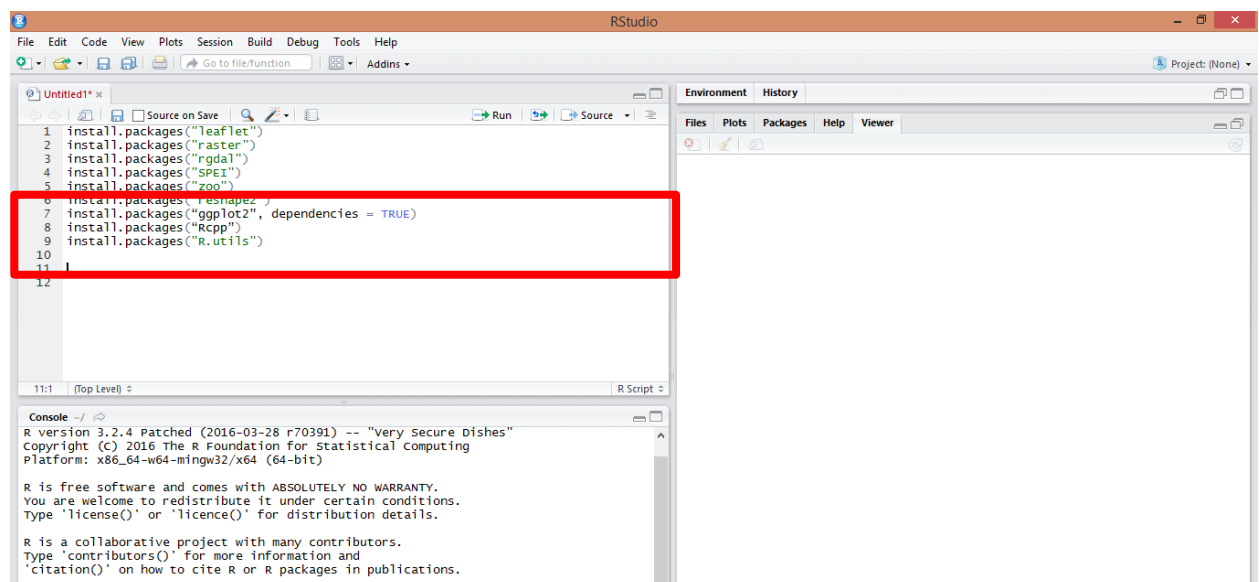 RStudio
File Edit Code View Plots Session Build Debug Tools Help
Go to file/function Addins Project: (None)
Untitled1* Environment History
Source on Save Run Source
Files Plots Packages Help Viewer
1 install.packages("leaflet")
2 install.packages("raster")
3 install.packages("rgdal")
4 install.packages("SPEI")
5 install.packages("zoo")
6 install.packages("reshape2")
7 install.packages(“ggplot2”, dependencies = TRUE)
8 install.packages(“Rcpp")
9 install.packages("R.utils")
10
11
12
11:1 (Top Level) R Script
Console ~/
R version 3.2.4 Patched (2016-03-28 r70391) -- "Very Secure Dishes"
Copyright (C) 2016 The R Foundation for Statistical Computing
Platform: x86_64-w64-mingw32/x64 (64-bit)
R is free software and comes with ABSOLUTELY NO WARRANTY.
You are welcome to redistribute it under certain conditions.
Type 'license()' or 'licence()' for distribution details.
R is a collaborative project with many contributors.
Type 'contributors()' for more information and
'citation()' on how to cite R or R packages in publications.